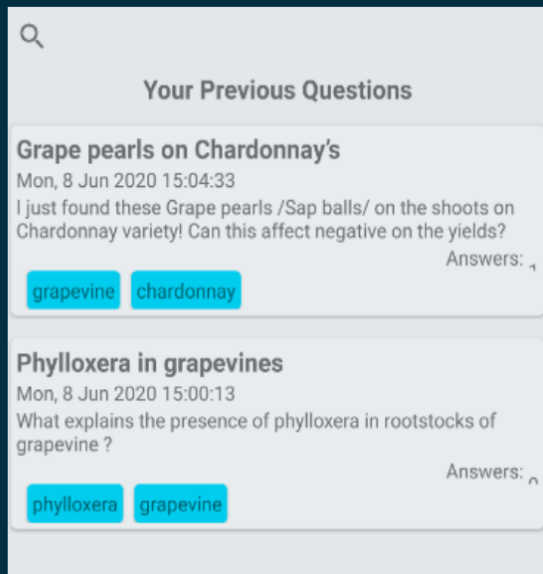 Your Previous Questions
Grape pearls on Chardonnay's
Mon, 8 Jun 2020 15:04:33
I just found these Grape pearls /Sap balls/ on the shoots on
Chardonnay variety! Can this affect negative on the yields?
Answers:
grapevine chardonnay
Phylloxera in grapevines
Mon, 8 Jun 2020 15:00:13
What explains the presence of phylloxera in rootstocks of
grapevine ?
Answers:
phylloxera grapevine